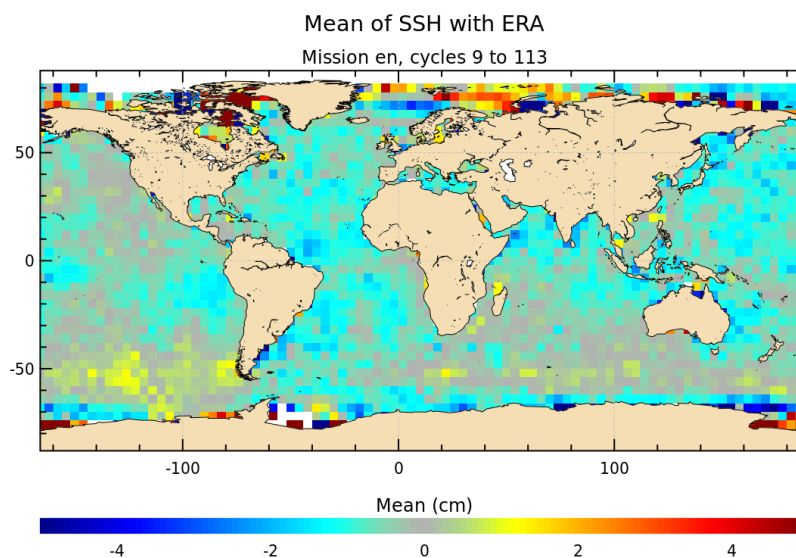 Mean of SSH with ERA
Mission en, cycles 9 to 113
50
0
-50
-100 0 100
Mean (cm)
-4 -2 0 2 4